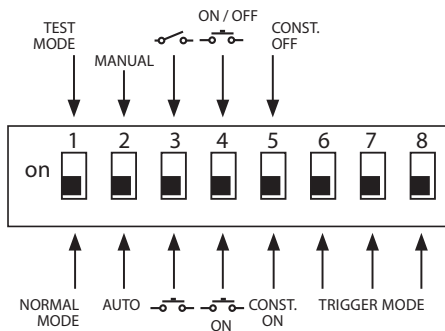 ON / OFF
TEST
MODE
CONST.
OFF
MANUAL
1 2 3 4 5 6 7 8
on
NORMAL
MODE
AUTO
ON
CONST.
ON
TRIGGER MODE